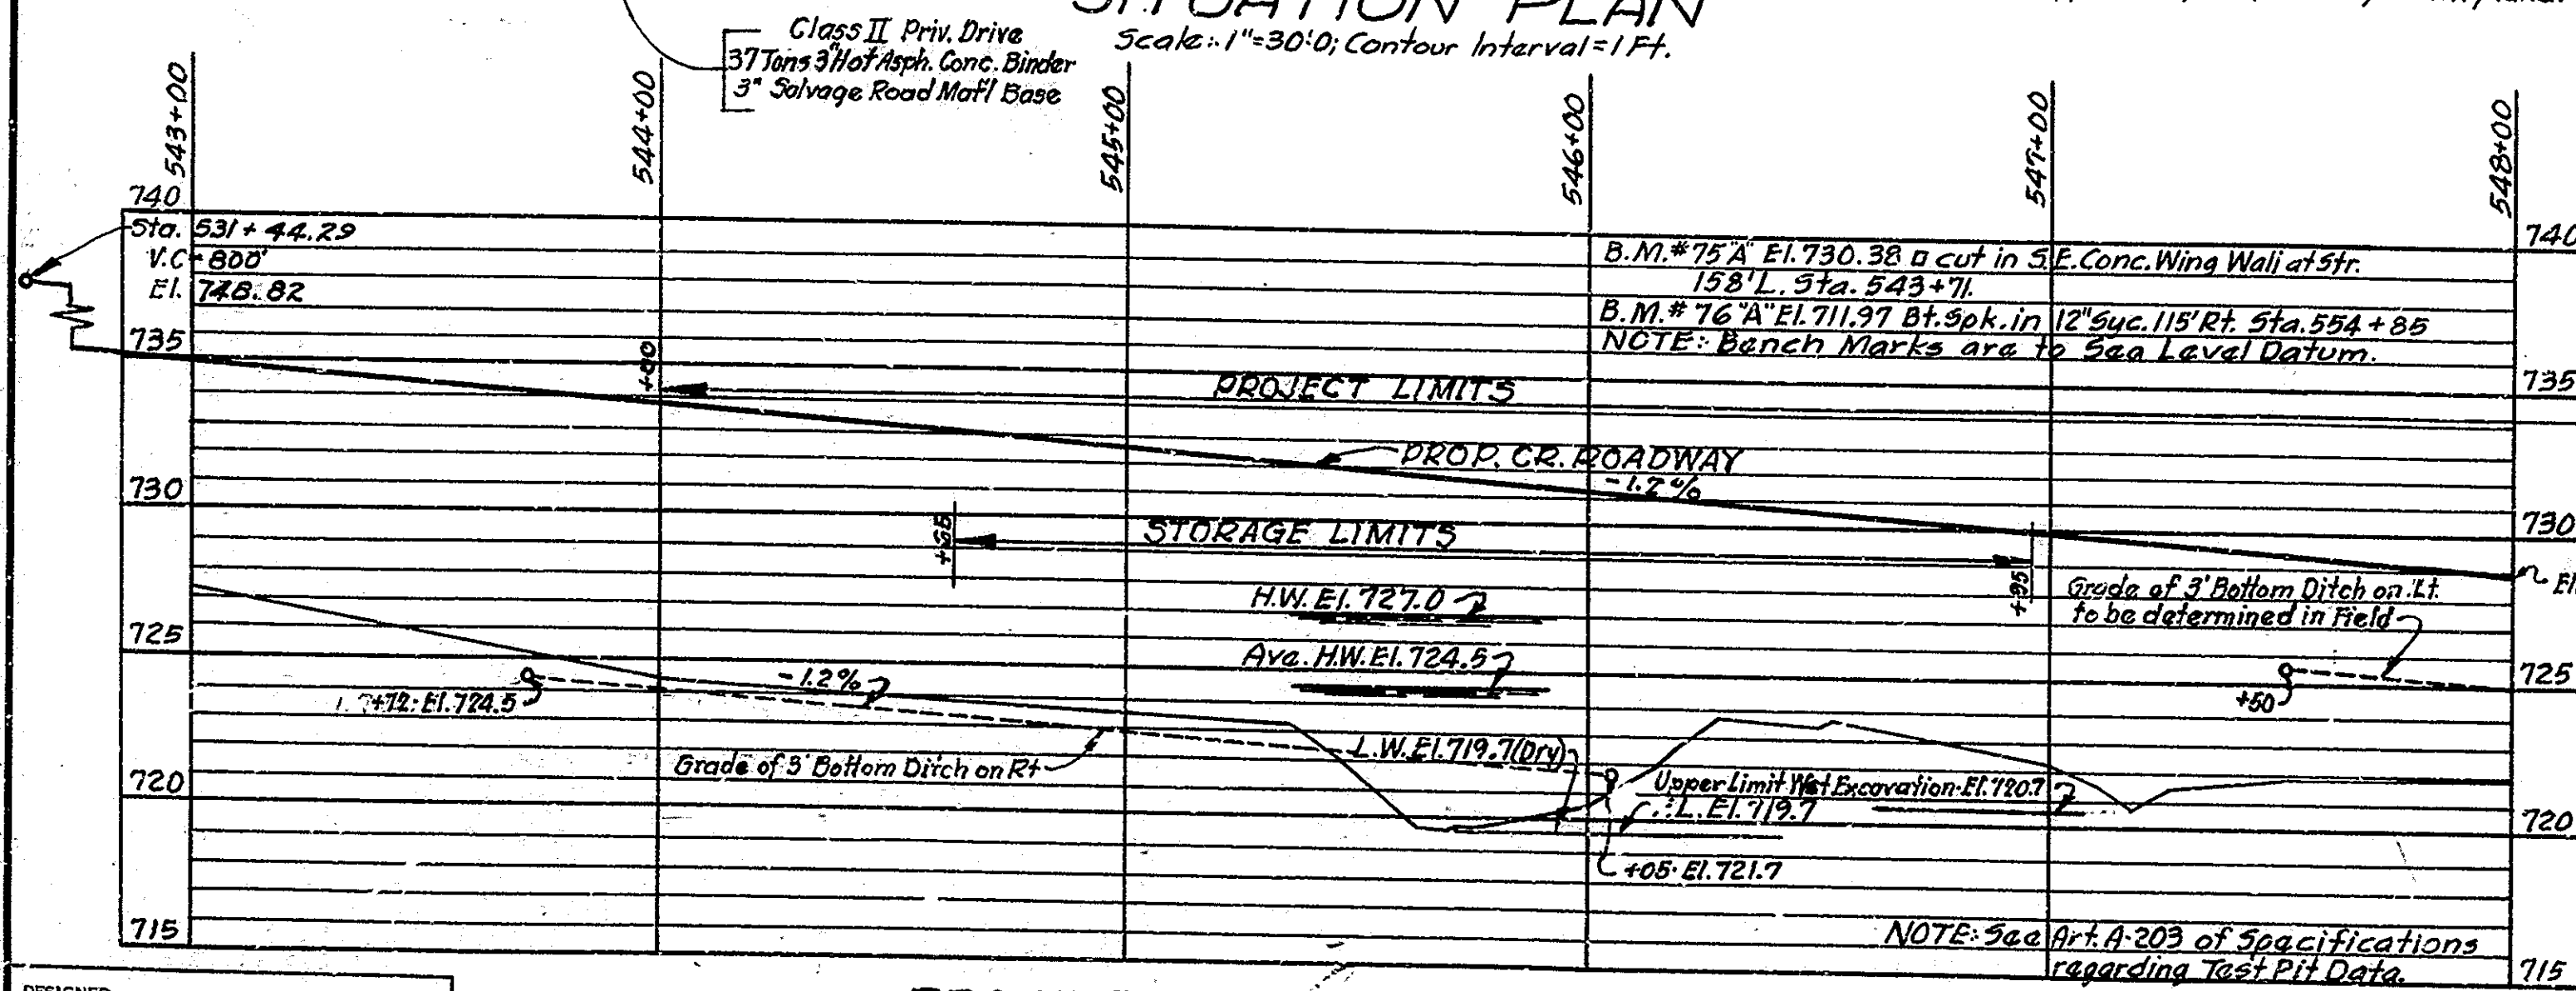 SITUATION PLAN
Scale: 1"=30'0; Contour Interval=1 Ft.
Class II Priv. Drive
37 Tons 3" Hot Asph. Conc. Binder
3" Salvage Road Mat'l Base
543+00
544+00
545+00
546+00
547+00
548+00
740
740
Sta. 531+44.29
V.C-800'
El. 748.82
B.M.#75"A" El.730.38 □ cut in S.E.Conc.Wing Wall at Str.
158'L. Sta. 543+71.
B.M.#76"A" El.711.97 Bt.Spk.in 12"Syc.115'Rt. Sta.554+85
NOTE: Bench Marks are to Sea Level Datum.
735
735
+00
PROJECT LIMITS
PROP. CR. ROADWAY
-1.2%
730
730
+65
STORAGE LIMITS
+95
H.W. El. 727.0
Grade of 3' Bottom Ditch on Lt.
to be determined in Field
El
725
725
Ave. H.W. El. 724.5
-1.2%
+72: El. 724.5
+50
Grade of 3' Bottom Ditch on Rt
L.W. El. 719.7 (Dry)
Upper Limit Wet Excavation-El. 720.7
L. El. 719.7
720
720
+05-El. 721.7
NOTE: See Art. A-203 of Specifications
regarding Test Pit Data.
715
715
DESIGNED